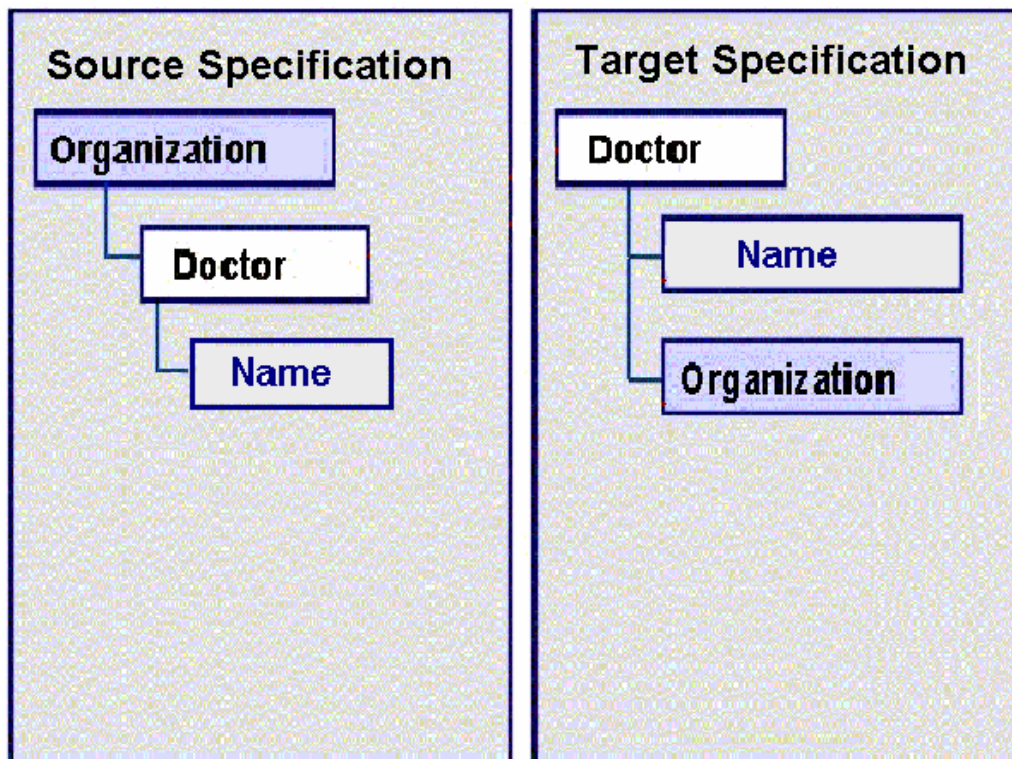 Source Specification
Organization
Doctor
Name
Target Specification
Doctor
Name
Organization